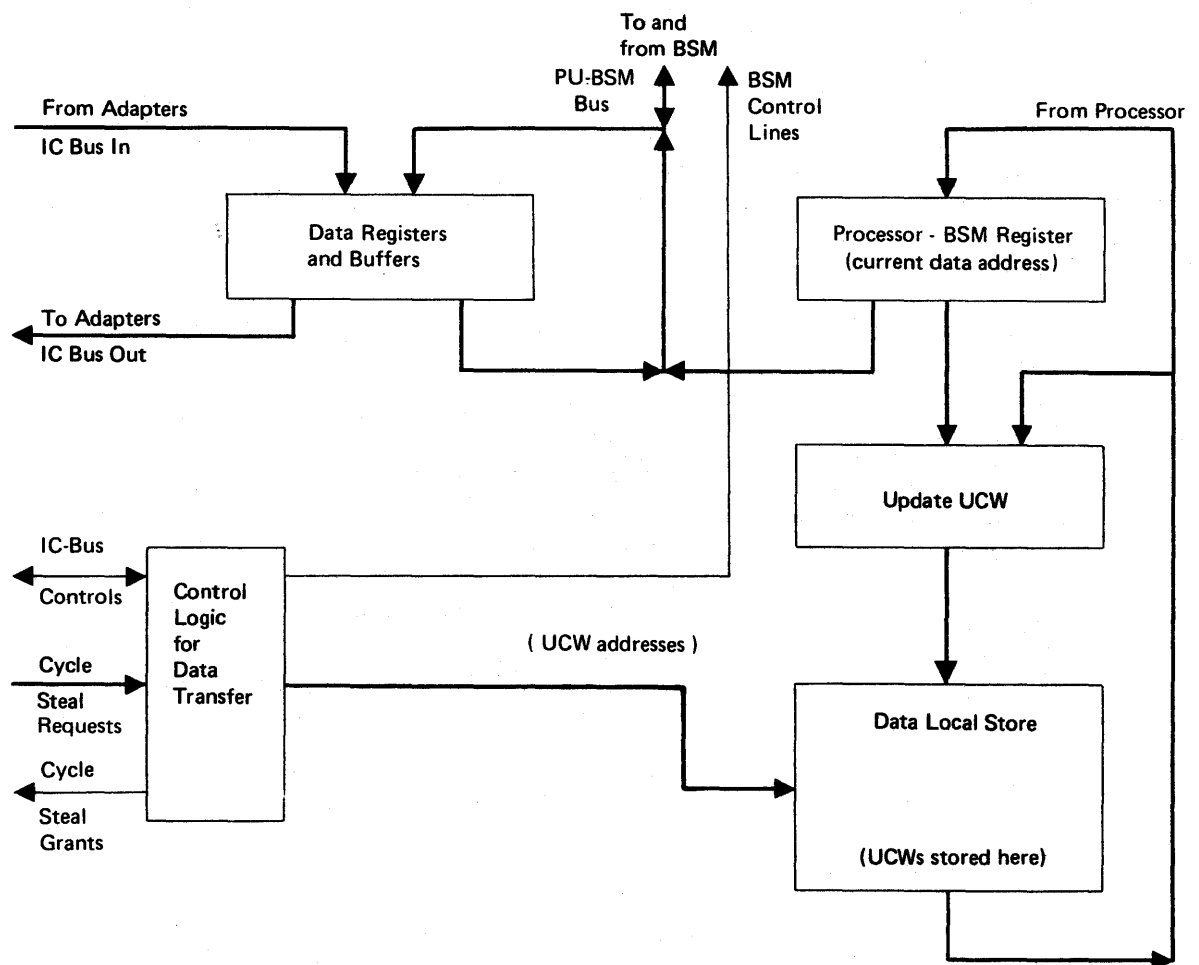 To and
from BSM
PU-BSM
Bus
BSM
Control
Lines
From Adapters
IC Bus In
From Processor
Data Registers
and Buffers
Processor - BSM Register
(current data address)
To Adapters
IC Bus Out
Update UCW
IC-Bus
Controls
Control
Logic
for
Data
Transfer
( UCW addresses )
Cycle
Steal
Requests
Data Local Store
Cycle
Steal
Grants
(UCWs stored here)